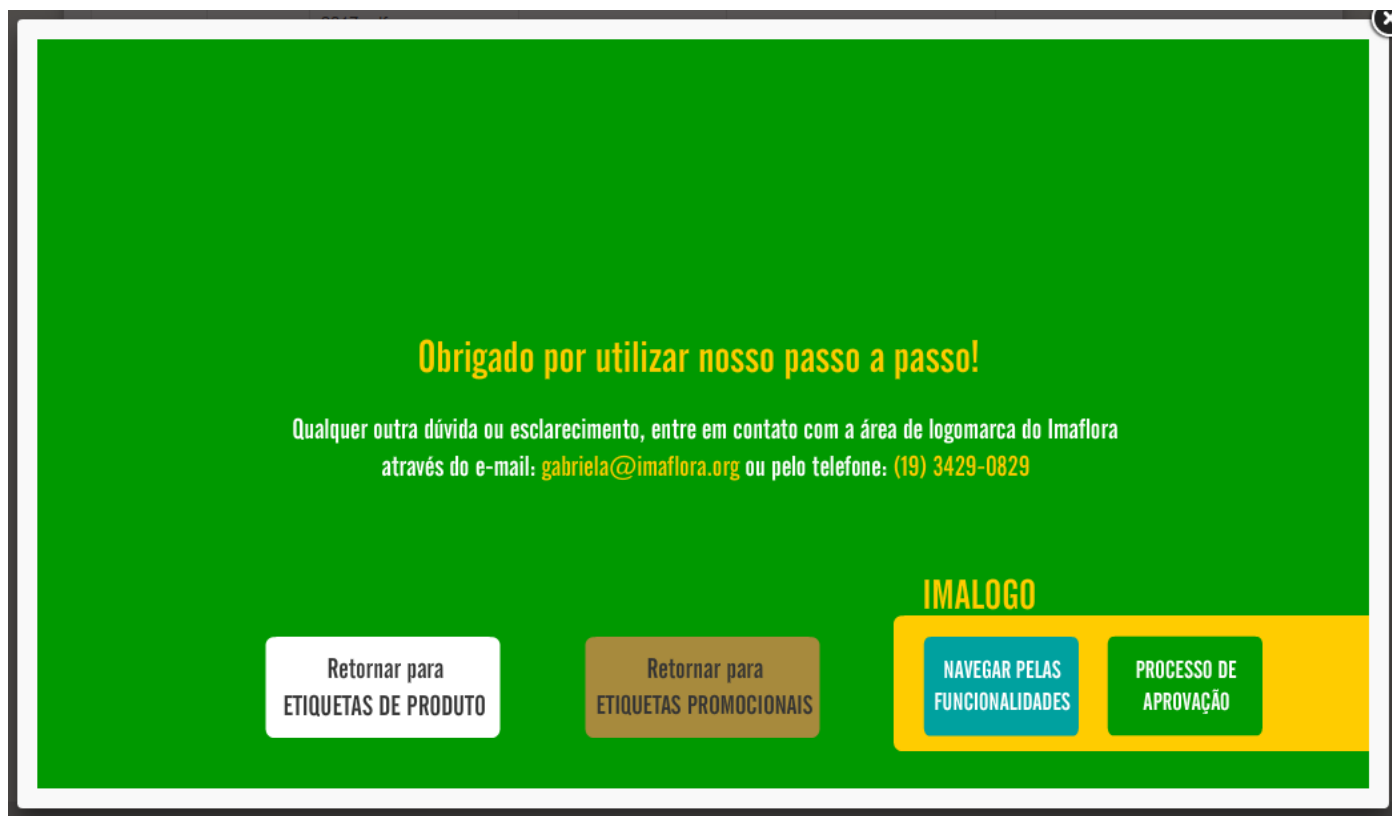 Obrigado por utilizar nosso passo a passo!
Qualquer outra dúvida ou esclarecimento, entre em contato com a área de logomarca do Imaflora
através do e-mail: gabriela@imaflora.org ou pelo telefone: (19) 3429-0829
IMALOGO
Retornar para
ETIQUETAS DE PRODUTO
Retornar para
ETIQUETAS PROMOCIONAIS
NAVEGAR PELAS
FUNCIONALIDADES
PROCESSO DE
APROVAÇÃO